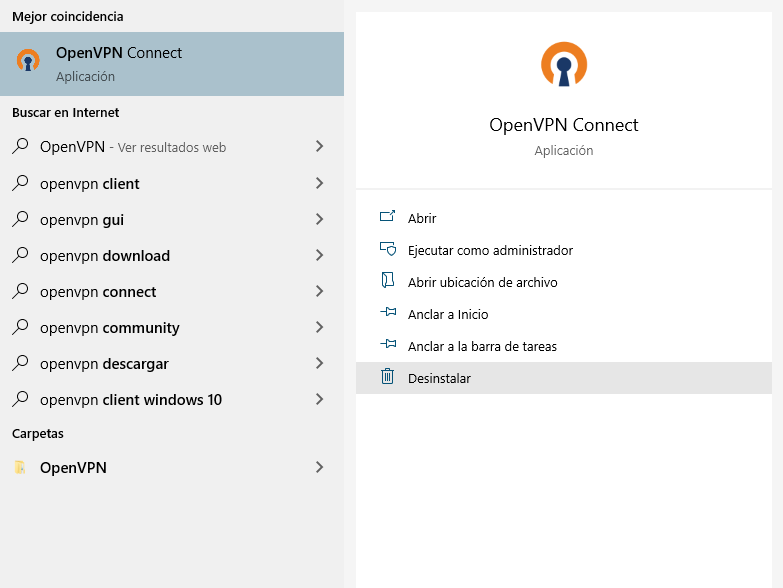 Mejor coincidencia
OpenVPN Connect
Aplicación
Buscar en Internet
OpenVPN - Ver resultados web
openvpn client
openvpn gui
openvpn download
openvpn connect
openvpn community
openvpn descargar
openvpn client windows 10
Carpetas
OpenVPN
OpenVPN Connect
Aplicación
Abrir
Ejecutar como administrador
Abrir ubicación de archivo
Anclar a Inicio
Anclar a la barra de tareas
Desinstalar